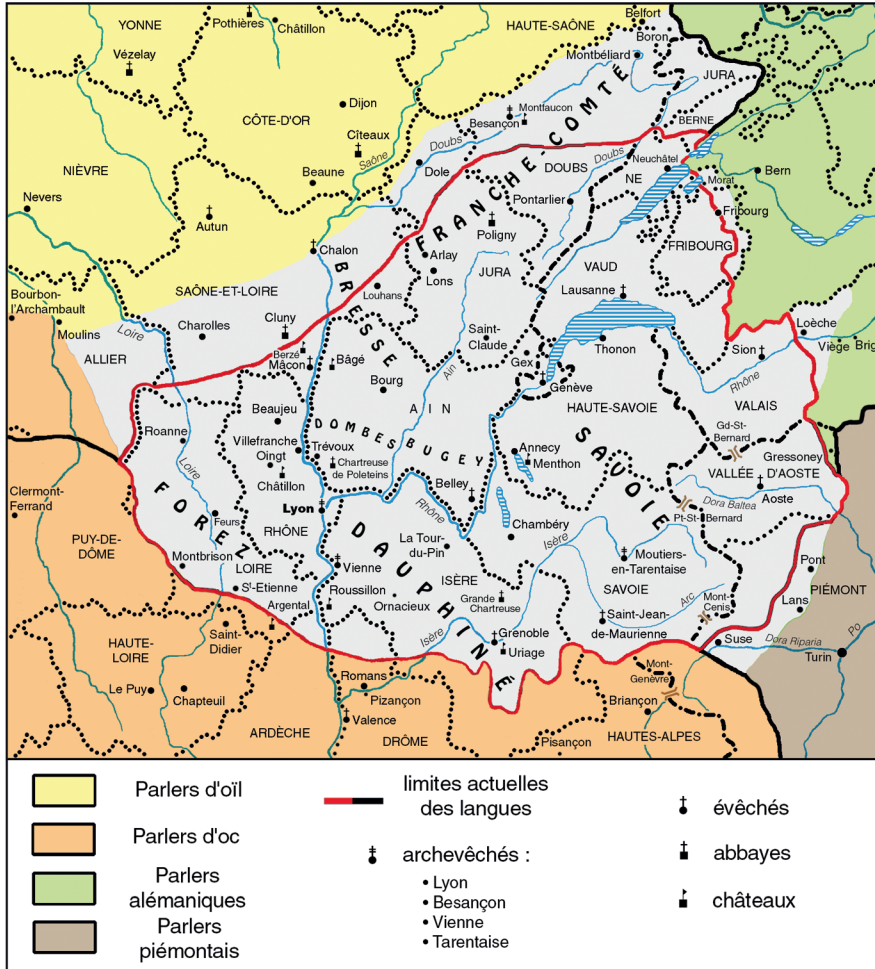 YONNE
Pothières
Châtillon
HAUTE-SAÔNE
Belfort
Boron
Vézelay
Montbéliard
JURA
Dijon
CÔTE-D'OR
Cîteaux
Besançon
Montfaucon
BERNE
Doubs
Saône
FRANCHE-COMTÉ
NIÈVRE
Beaune
Dole
DOUBS
Doubs
Neuchâtel
NE
Morat
Bern
Nevers
Autun
Pontarlier
Fribourg
Poligny
FRIBOURG
Chalon
Arlay
JURA
VAUD
BRESSE
Lons
Lausanne
SAÔNE-ET-LOIRE
Louhans
Bourbon-
l'Archambault
Moulins
Loire
Charolles
Cluny
Saint-
Claude
Thonon
Loèche
Viège
Brig
ALLIER
Berzé
Mâcon
Bâgé
Gex
Sion
Rhône
Bourg
Ain
Genève
VALAIS
AIN
HAUTE-SAVOIE
Beaujeu
Roanne
DOMBES
BUGEY
Gd-St-
Bernard
Villefranche
Oingt
Trévoux
Annecy
Menthon
SAVOIE
Gressoney
Châtillon
Chartreuse
de Poleteins
VALLÉE
D'AOSTE
Loire
Belley
Aoste
Clermont-
Ferrand
Lyon
Rhône
Dora Baltea
Pt-St-Bernard
FOREZ
Feurs
RHÔNE
DAUPHINÉ
La Tour-
du-Pin
Chambéry
Isère
PUY-DE-
DÔME
Montbrison
LOIRE
Vienne
Moutiers-
en-Tarentaise
Pont
PIÉMONT
St-Etienne
Roussillon
ISÈRE
SAVOIE
Argental
Ornacieux
Grande
Chartreuse
Arc
Mont-
Cenis
Lans
Saint-Jean-
de-Maurienne
HAUTE-
LOIRE
Saint-
Didier
Isère
Grenoble
Uriage
Suse
Dora Riparia
Po
Turin
Le Puy
Chapteuil
Romans
Pizançon
Mont-
Genèvre
Valence
Briançon
ARDÈCHE
DRÔME
Pisançon
HAUTES-ALPES
Parlers d'oïl
Parlers d'oc
Parlers
alémaniques
Parlers
piémontais
limites actuelles
des langues
archevêchés :
• Lyon
• Besançon
• Vienne
• Tarentaise
évêchés
abbayes
châteaux